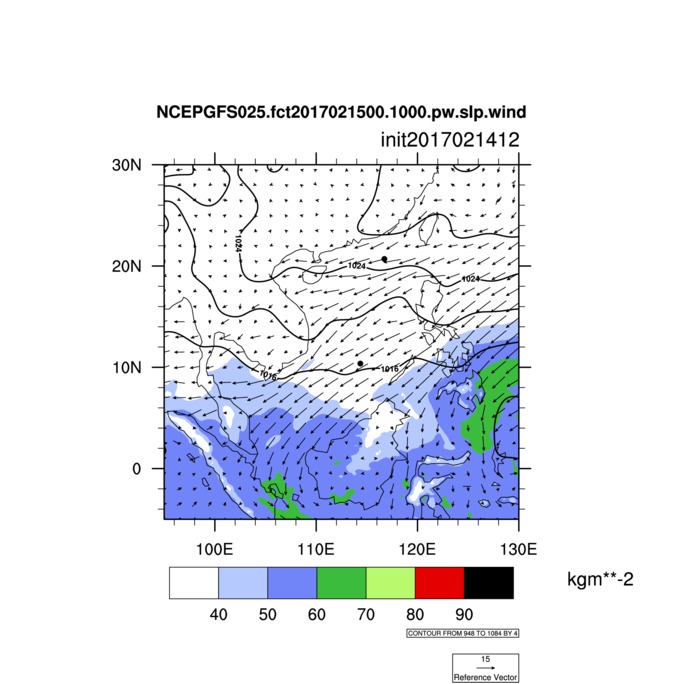 NCEPGFS025.fct2017021500.1000.pw.slp.wind
init2017021412
30N
1024
20N
1024
1024
10N
1016
1016
0
100E 110E 120E 130E
kgm**-2
40 50 60 70 80 90
CONTOUR FROM 948 TO 1084 BY 4
15
Reference Vector